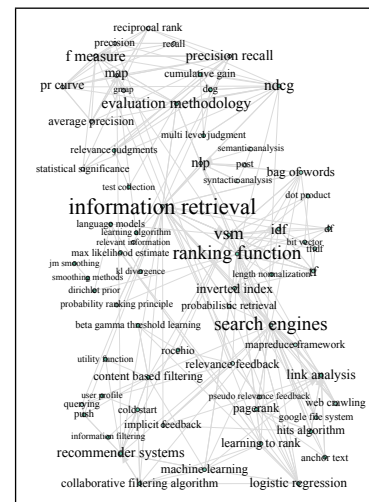 reciprocal rank
precision
recall
f measure
precision recall
map
cumulative gain
pr curve
group
dcg
ndcg
evaluation methodology
average precision
multi level judgment
relevance judgments
semantic analysis
statistical significance
nlp
post
bag of words
syntactic analysis
test collection
dot product
information retrieval
language models
learning algorithm
vsm
idf
df
relevant information
bit vector
max likelihood estimate
ranking function
jm smoothing
kl divergence
tf
smoothing methods
length normalization
dirichlet prior
inverted index
probability ranking principle
probabilistic retrieval
beta gamma threshold learning
search engines
mapreduce framework
rocchio
utility function
relevance feedback
content based filtering
link analysis
user profile
pseudo relevance feedback
querying
web crawling
push
cold start
pagerank
google file system
implicit feedback
hits algorithm
information filtering
learning to rank
recommender systems
anchor text
machine learning
collaborative filtering algorithm
logistic regression